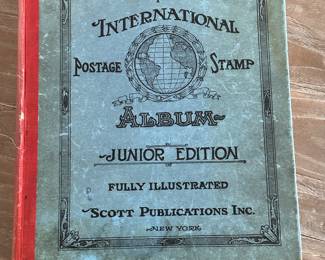 INTERNATIONAL
POSTAGE STAMP
ALBUM
JUNIOR EDITION
FULLY ILLUSTRATED
SCOTT PUBLICATIONS INC.
NEW YORK